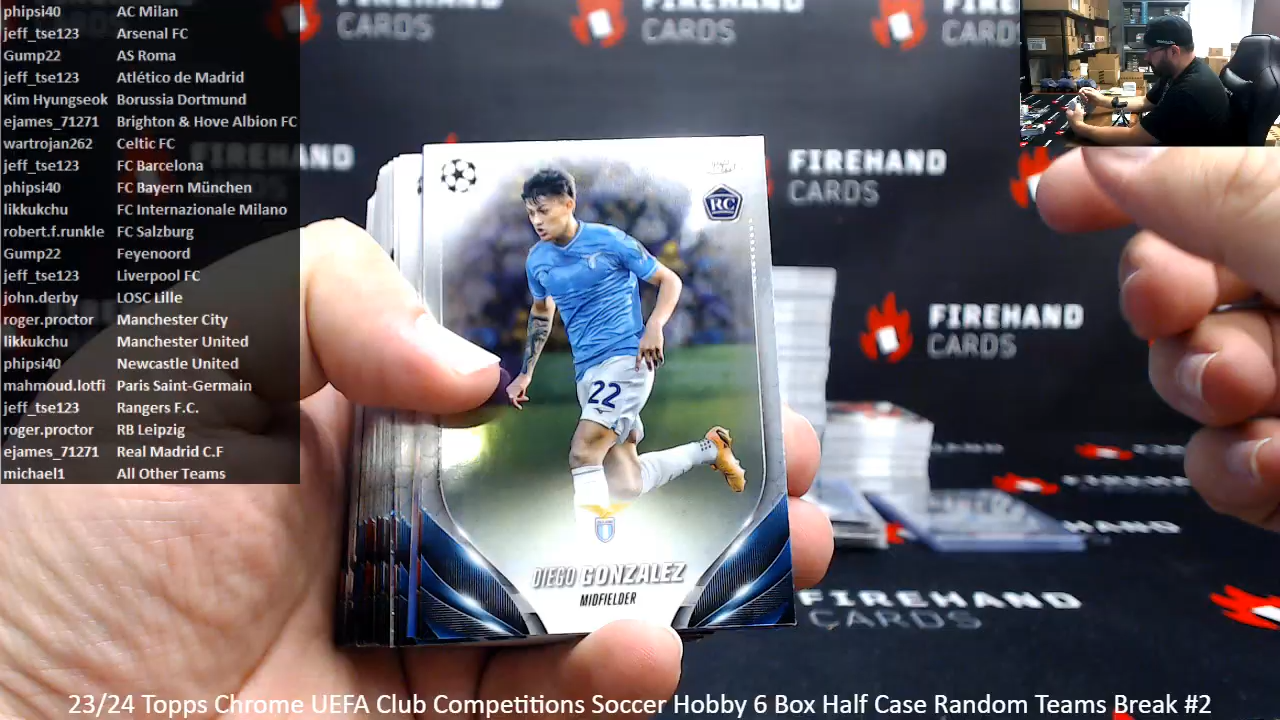 phipsi40 AC Milan
jeff_tse123 Arsenal FC
Gump22 AS Roma
jeff_tse123 Atlético de Madrid
Kim Hyungseok Borussia Dortmund
ejames_71271 Brighton & Hove Albion FC
wartrojan262 Celtic FC
jeff_tse123 FC Barcelona
phipsi40 FC Bayern München
likkukchu FC Internazionale Milano
robert.f.runkle FC Salzburg
Gump22 Feyenoord
jeff_tse123 Liverpool FC
john.derby LOSC Lille
roger.proctor Manchester City
likkukchu Manchester United
phipsi40 Newcastle United
mahmoud.lotfi Paris Saint-Germain
jeff_tse123 Rangers F.C.
roger.proctor RB Leipzig
ejames_71271 Real Madrid C.F
michael1 All Other Teams
CARDS
CARDS
CARDS
FIREHAND
CARDS
FIREHAND
CARDS
FIREHAND
CARDS
RC
22
DIEGO GONZALEZ
MIDFIELDER
23/24 Topps Chrome UEFA Club Competitions Soccer Hobby 6 Box Half Case Random Teams Break #2